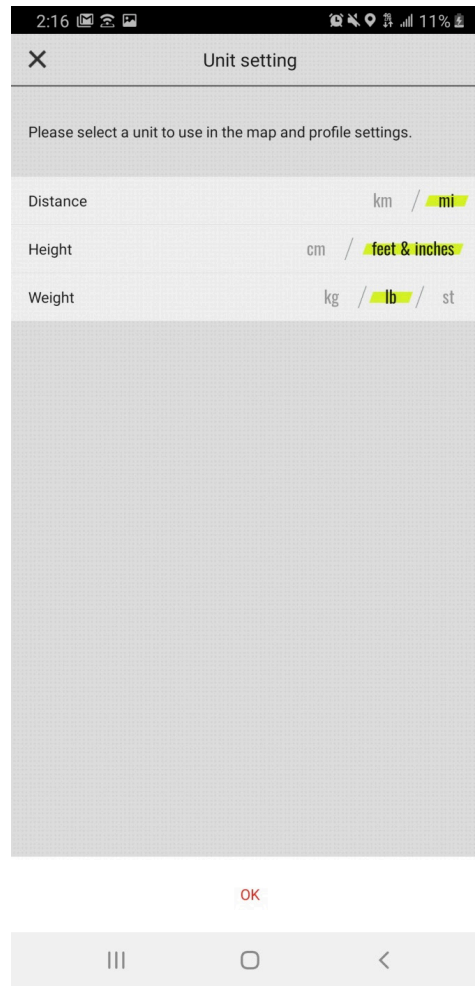 2:16 11%
Unit setting
Please select a unit to use in the map and profile settings.
Distance km / mi
Height cm / feet & inches
Weight kg / lb / st
OK